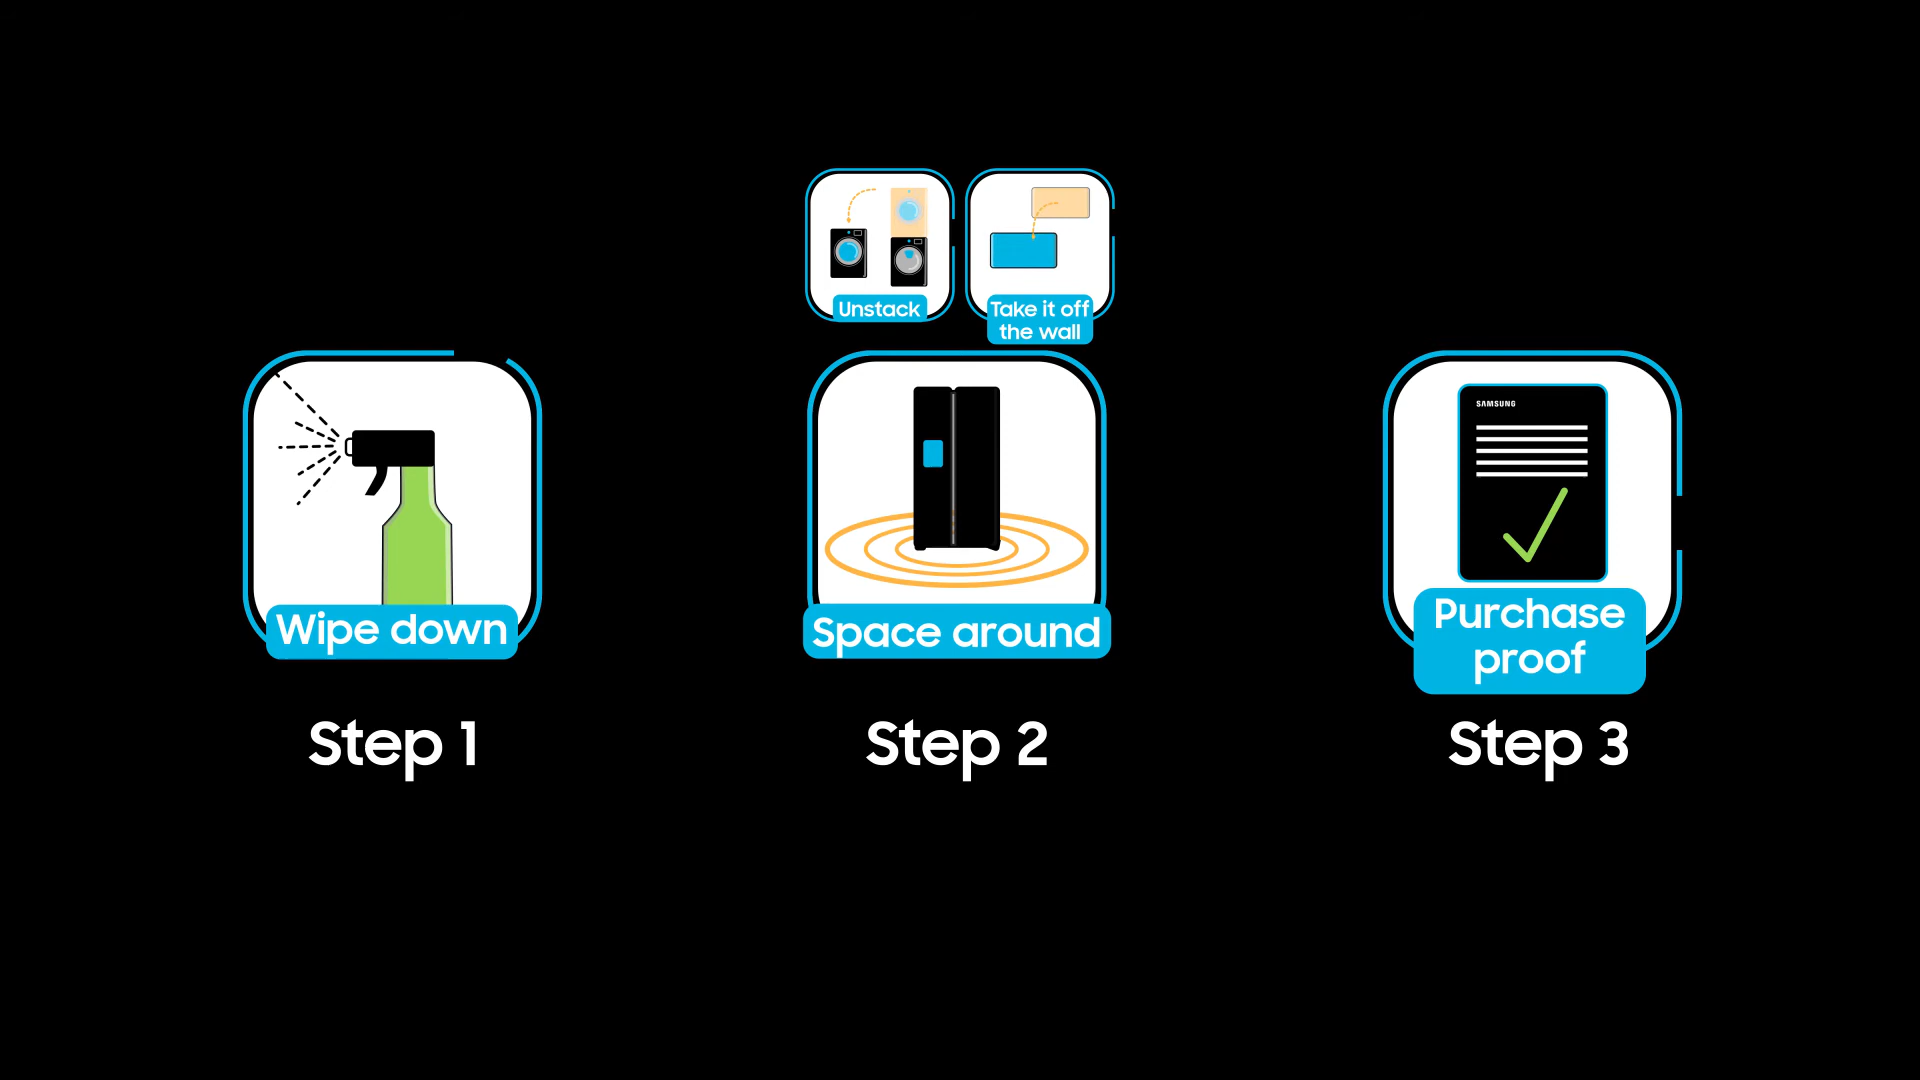 Unstack
Take it off
the wall
Wipe down
Space around
SAMSUNG
Purchase
proof
Step 1
Step 2
Step 3